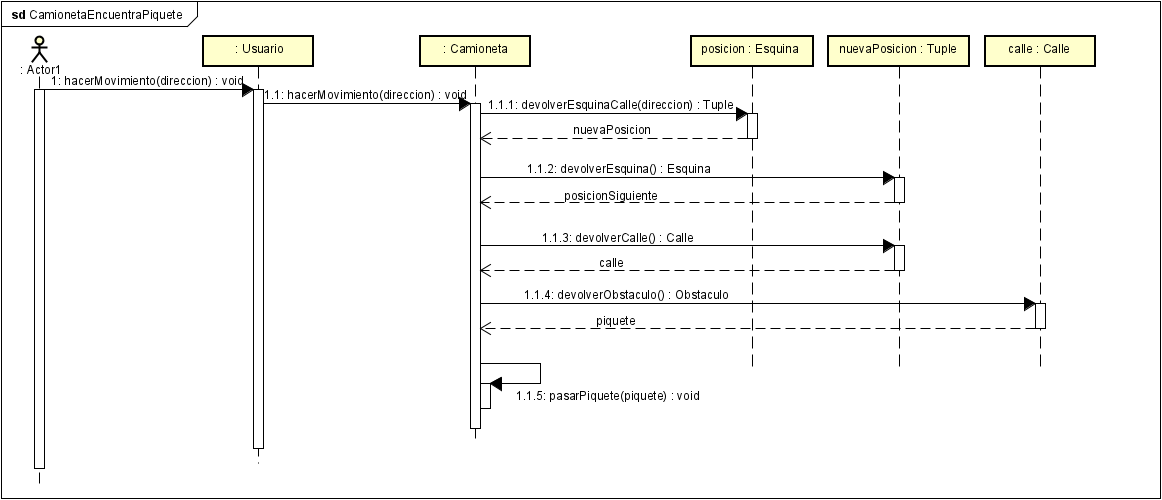 sd CamionetaEncuentraPiquete
: Actor1
: Usuario
: Camioneta
posicion : Esquina
nuevaPosicion : Tuple
calle : Calle
1: hacerMovimiento(direccion) : void
1.1: hacerMovimiento(direccion) : void
1.1.1: devolverEsquinaCalle(direccion) : Tuple
nuevaPosicion
1.1.2: devolverEsquina() : Esquina
posicionSiguiente
1.1.3: devolverCalle() : Calle
calle
1.1.4: devolverObstaculo() : Obstaculo
piquete
1.1.5: pasarPiquete(piquete) : void